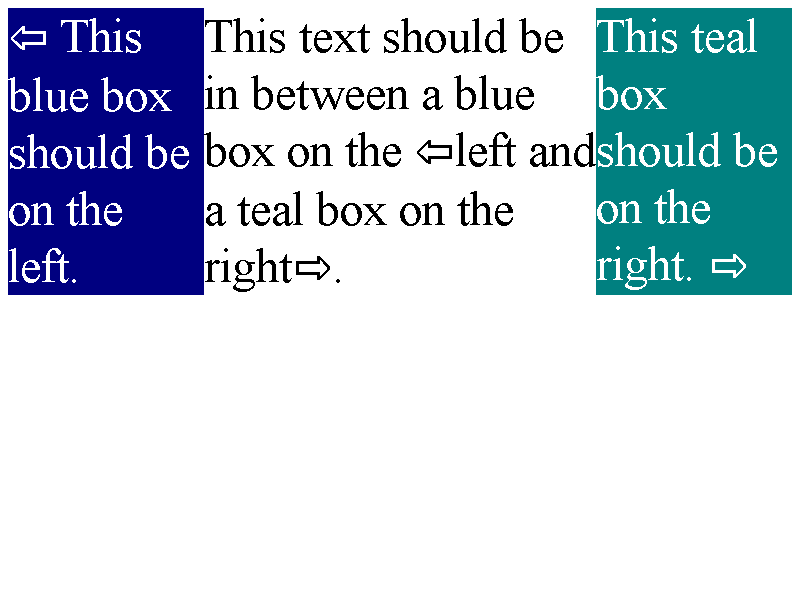 ⇦ This
blue box
should be
on the
left.
This text should be
in between a blue
box on the ⇦left and
a teal box on the
right⇨.
This teal
box
should be
on the
right. ⇨